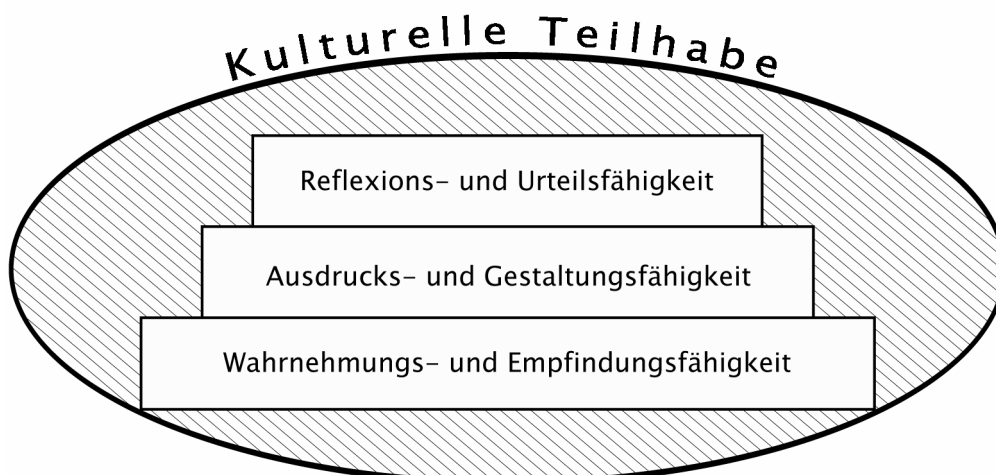 Kulturelle Teilhabe
Reflexions- und Urteilsfähigkeit
Ausdrucks- und Gestaltungsfähigkeit
Wahrnehmungs- und Empfindungsfähigkeit